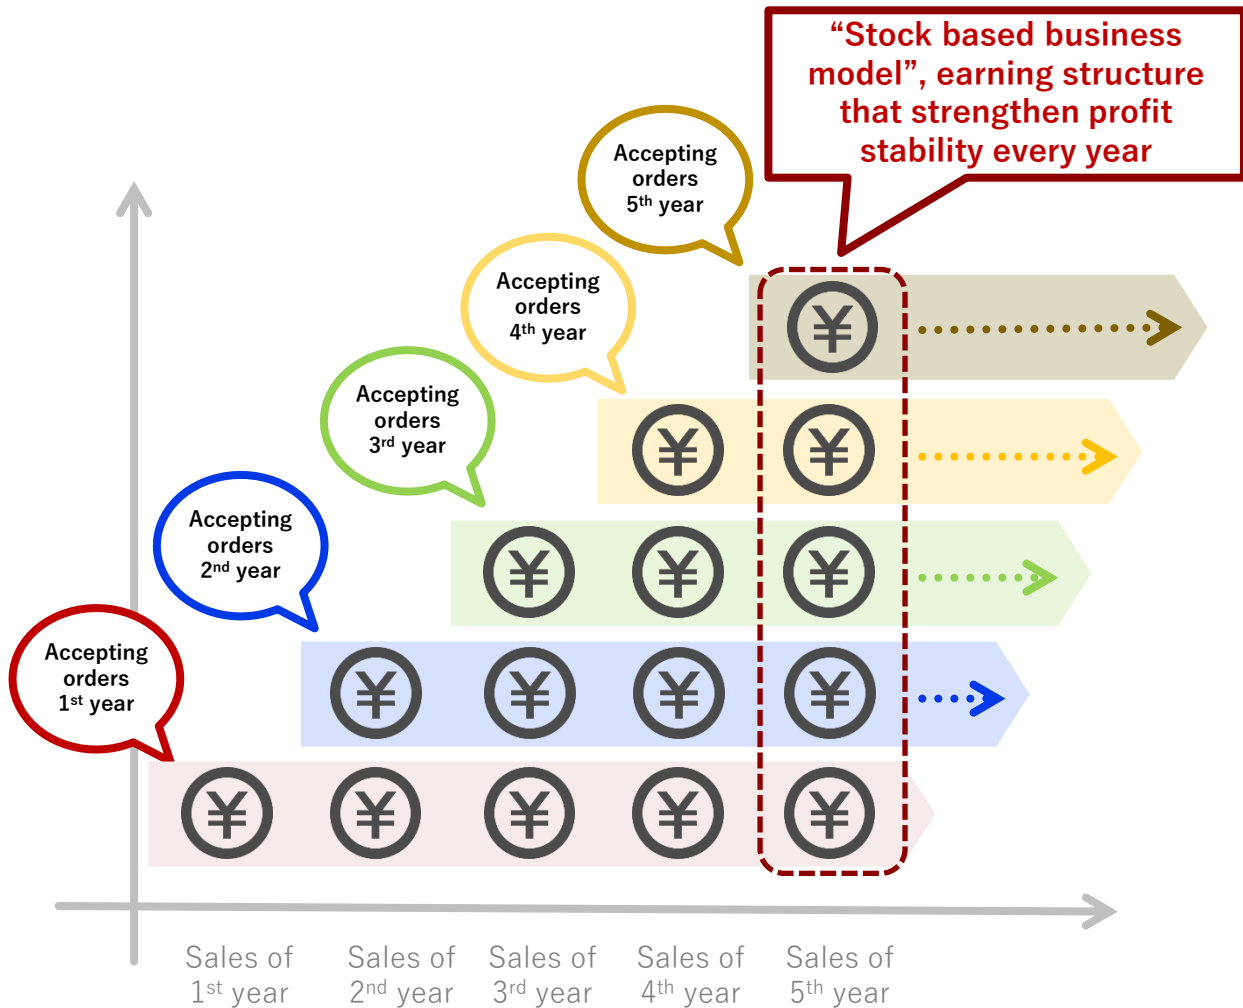 “Stock based business
model”, earning structure
that strengthen profit
stability every year
Accepting
orders
5th year
Accepting
orders
4th year
Accepting
orders
3rd year
Accepting
orders
2nd year
Accepting
orders
1st year
¥
¥ ¥
¥ ¥ ¥
¥ ¥ ¥ ¥
¥ ¥ ¥ ¥ ¥
Sales of
1st year
Sales of
2nd year
Sales of
3rd year
Sales of
4th year
Sales of
5th year